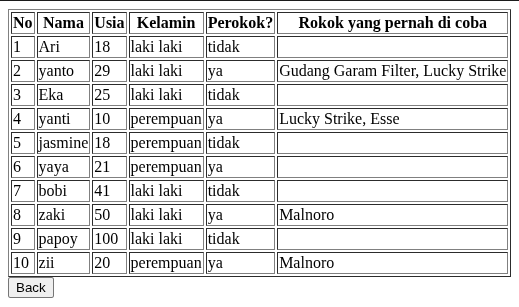 No Nama Usia Kelamin Perokok? Rokok yang pernah di coba
1 Ari 18 laki laki tidak
2 yanto 29 laki laki ya Gudang Garam Filter, Lucky Strike
3 Eka 25 laki laki tidak
4 yanti 10 perempuan ya Lucky Strike, Esse
5 jasmine 18 perempuan tidak
6 yaya 21 perempuan ya
7 bobi 41 laki laki tidak
8 zaki 50 laki laki ya Malnoro
9 papoy 100 laki laki tidak
10 zii 20 perempuan ya Malnoro
Back